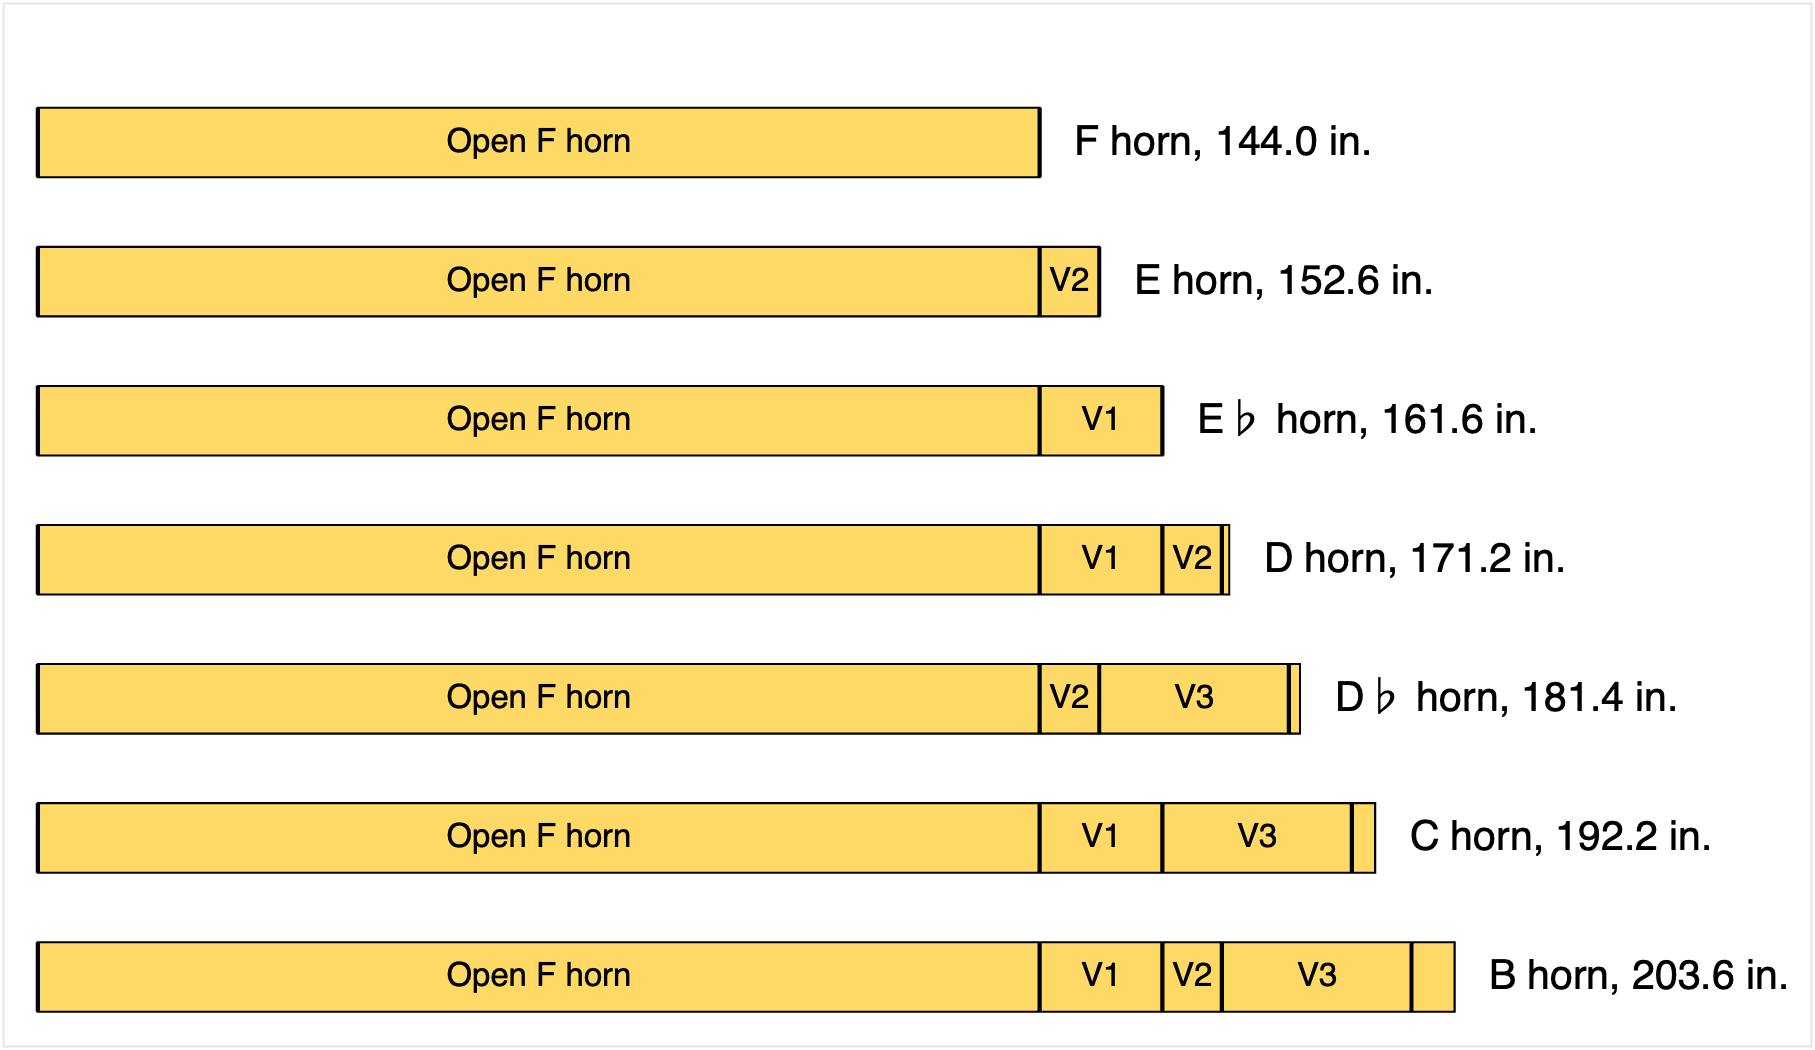 Open F horn F horn, 144.0 in.
Open F horn V2 E horn, 152.6 in.
Open F horn V1 E♭ horn, 161.6 in.
Open F horn V1 V2 D horn, 171.2 in.
Open F horn V2 V3 D♭ horn, 181.4 in.
Open F horn V1 V3 C horn, 192.2 in.
Open F horn V1 V2 V3 B horn, 203.6 in.